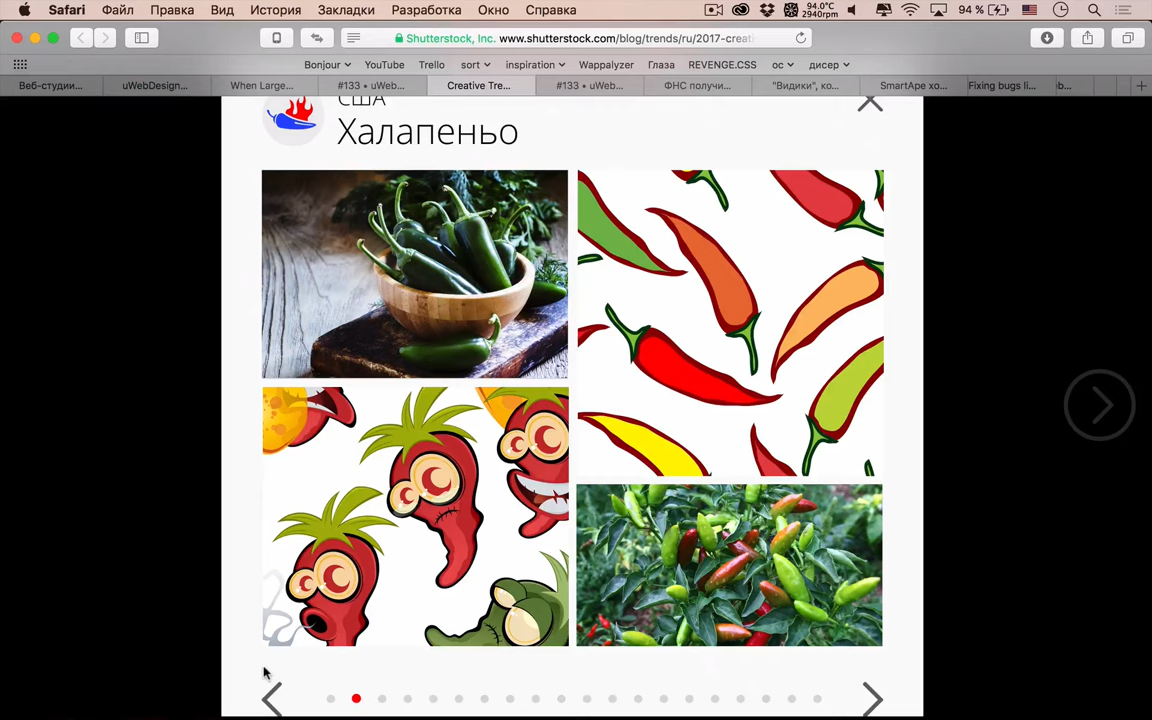 Safari Файл Правка Вид История Закладки Разработка Окно Справка 94.0°C 2940rpm 94 %
Shutterstock, Inc. www.shutterstock.com/blog/trends/ru/2017-creati
Bonjour YouTube Trello sort inspiration Wappalyzer Глаза REVENGE.CSS ос дисер
Веб-студии... uWebDesign... When Large... #133 • uWeb... Creative Tre... #133 • uWeb... ФНС получи... "Видики", ко... SmartApe хо... Fixing bugs li... b...
США
Халапеньо